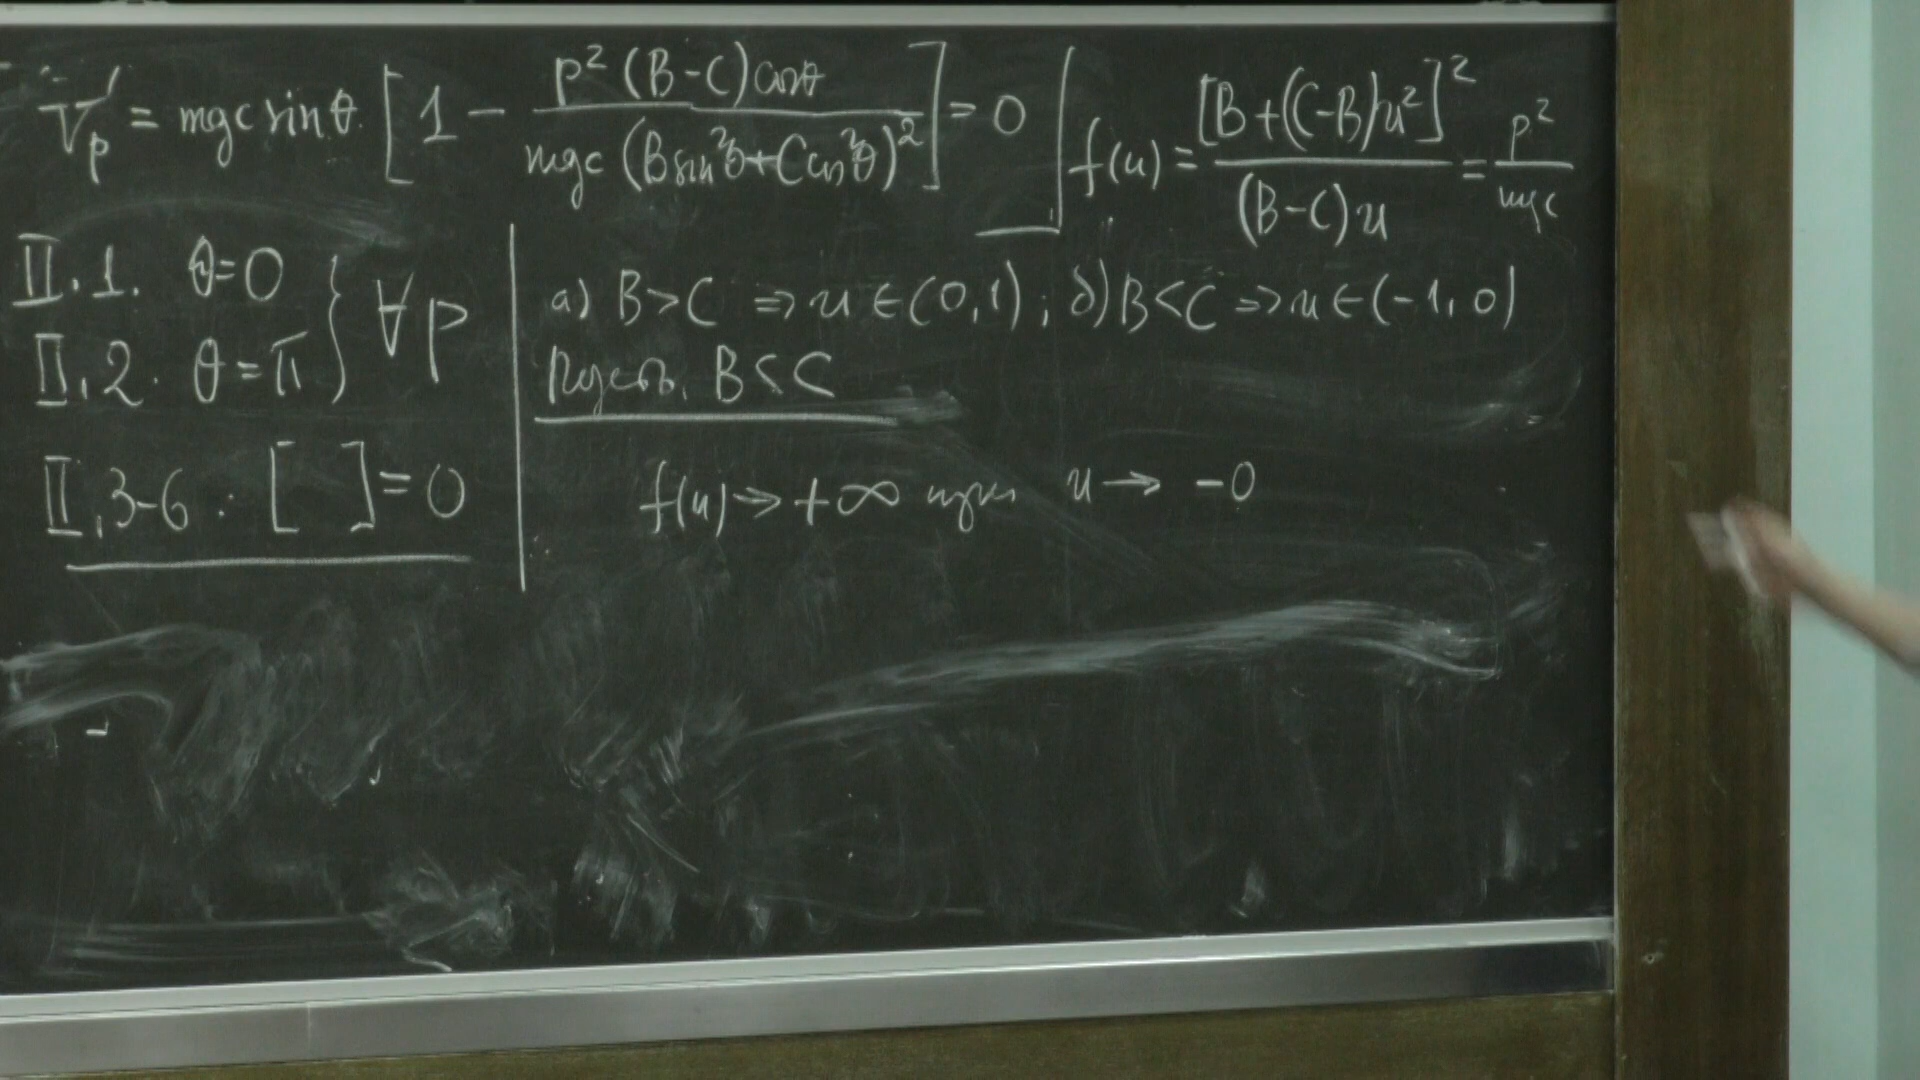 V'ₚ = mgc sinθ [1 − p²(B−C)cosθ / mgc (Bsin²θ+Ccos²θ)²] = 0
f(u) = [B+(C−B)u²]² / (B−C)u = p² / mgc
II.1. θ=0
II.2. θ=π } ∀p
II.3-6: [ ]=0
а) B>C ⇒ u∈(0,1); б) B<C ⇒ u∈(-1,0)
Пусть B<C
f(u)→+∞ при u→ -0